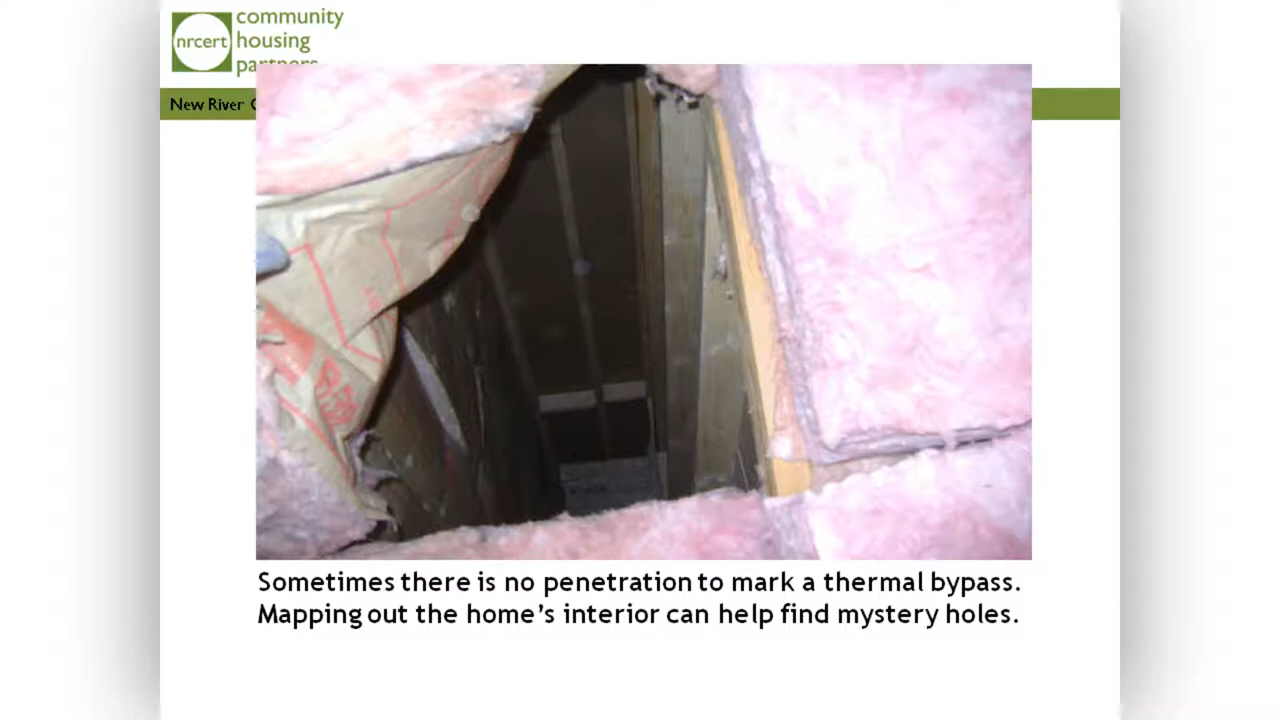 community
nrcert housing
partners
New River
Sometimes there is no penetration to mark a thermal bypass.
Mapping out the home's interior can help find mystery holes.